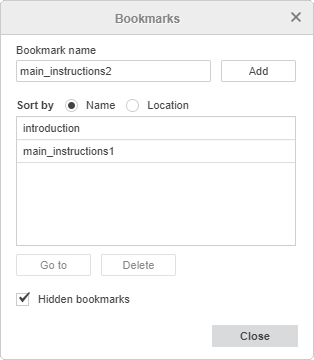 Bookmarks
Bookmark name
main_instructions2 Add
Sort by Name Location
introduction
main_instructions1
Go to Delete
Hidden bookmarks
Close